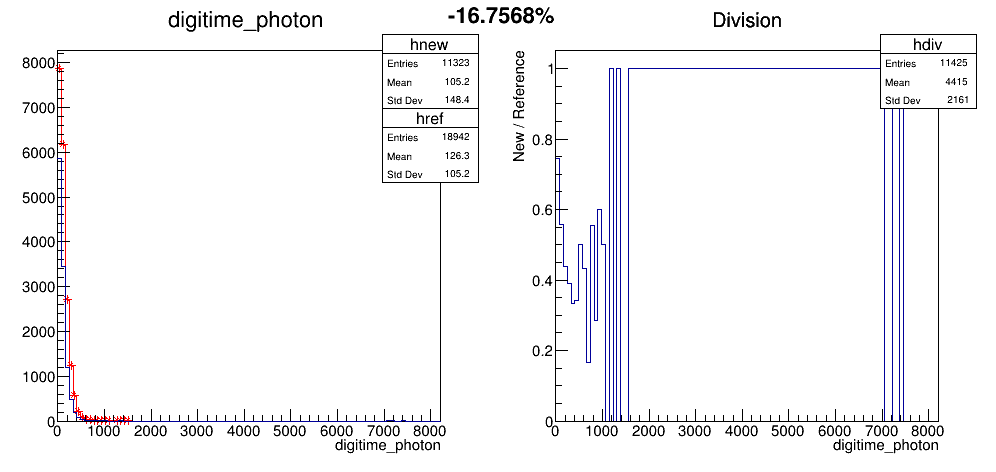 -16.7568%
digitime_photon
hnew
Entries 11323
Mean 105.2
Std Dev 148.4
href
Entries 18942
Mean 126.3
Std Dev 105.2
8000
7000
6000
5000
4000
3000
2000
1000
0
0 1000 2000 3000 4000 5000 6000 7000 8000
digitime_photon
Division
hdiv
Entries 11425
Mean 4415
Std Dev 2161
New / Reference
1
0.8
0.6
0.4
0.2
0
0 1000 2000 3000 4000 5000 6000 7000 8000
digitime_photon